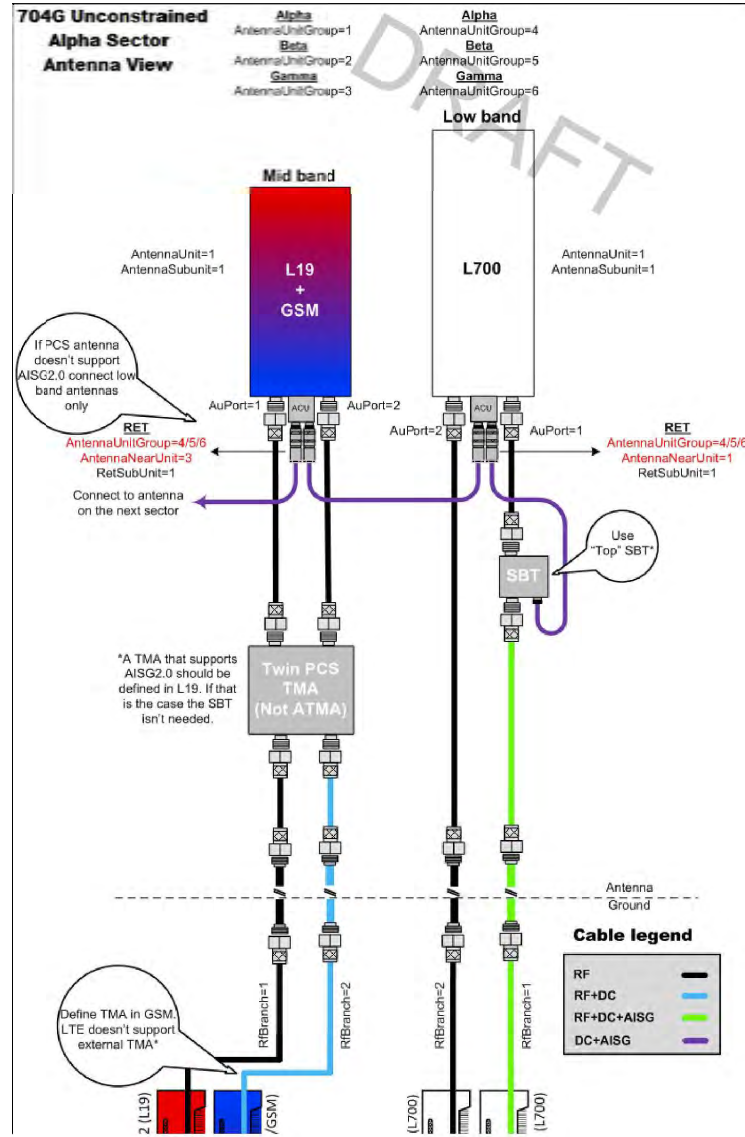 704G Unconstrained
Alpha Sector
Antenna View
Alpha
AntennaUnitGroup=1
Beta
AntennaUnitGroup=2
Gamma
AntennaUnitGroup=3
Alpha
AntennaUnitGroup=4
Beta
AntennaUnitGroup=5
Gamma
AntennaUnitGroup=6
DRAFT
Low band
Mid band
AntennaUnit=1
AntennaSubunit=1
L19
+
GSM
L700
AntennaUnit=1
AntennaSubunit=1
If PCS antenna
doesn't support
AISG2.0 connect low
band antennas
only
AuPort=1
ACU
AuPort=2
AuPort=2
ACU
AuPort=1
RET
AntennaUnitGroup=4/5/6
AntennaNearUnit=3
RetSubUnit=1
RET
AntennaUnitGroup=4/5/6
AntennaNearUnit=1
RetSubUnit=1
Connect to antenna
on the next sector
Use
"Top" SBT*
SBT
*A TMA that supports
AISG2.0 should be
defined in L19. If that
is the case the SBT
isn't needed.
Twin PCS
TMA
(Not ATMA)
Antenna
Ground
Cable legend
RF
RF+DC
RF+DC+AISG
DC+AISG
Define TMA in GSM.
LTE doesn't support
external TMA*
RfBranch=1
RfBranch=2
RfBranch=2
RfBranch=1
2 (L19)
/GSM)
(L700)
(L700)